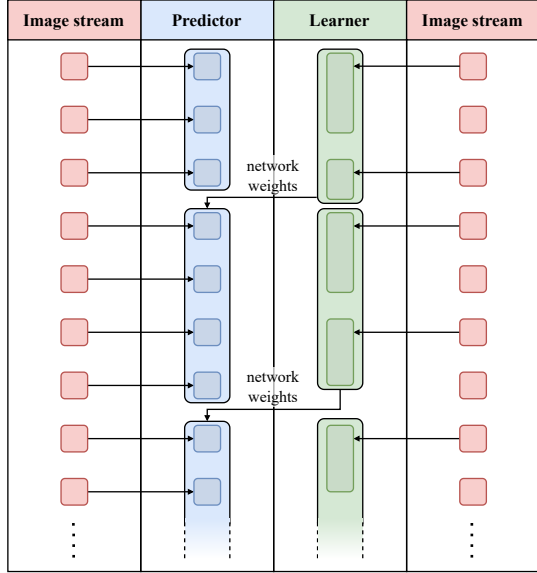 Image stream
Predictor
Learner
Image stream
network
weights
network
weights